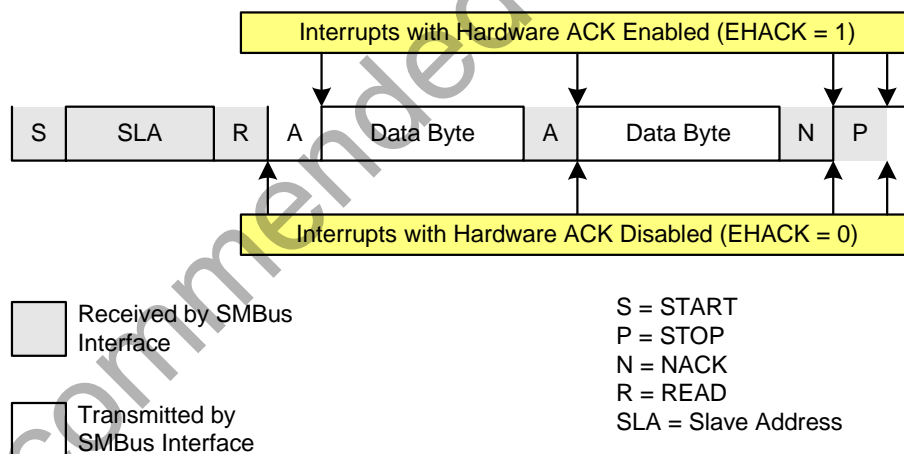 Interrupts with Hardware ACK Enabled (EHACK = 1)
S SLA R A Data Byte A Data Byte N P
Interrupts with Hardware ACK Disabled (EHACK = 0)
Received by SMBus
Interface
Transmitted by
SMBus Interface
S = START
P = STOP
N = NACK
R = READ
SLA = Slave Address
commended